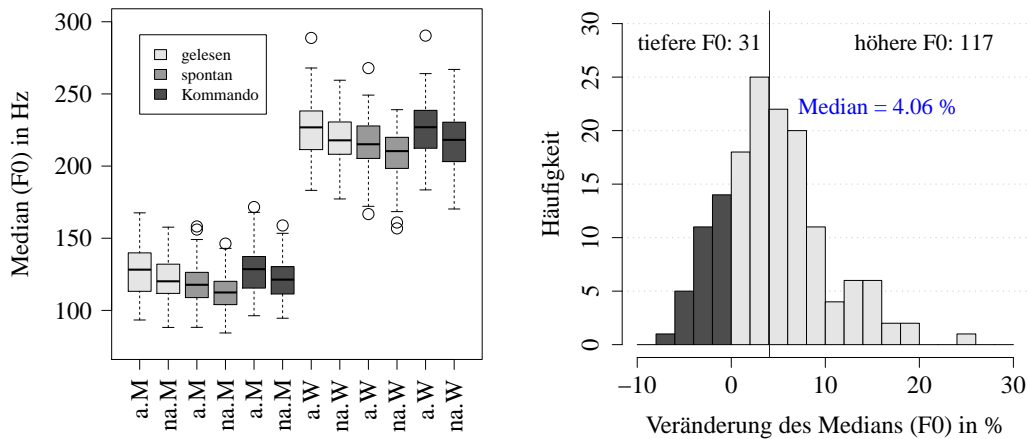 Median (F0) in Hz
300
250
200
150
100
gelesen
spontan
Kommando
a.M
na.M
a.M
na.M
a.M
na.M
a.W
na.W
a.W
na.W
a.W
na.W
Häufigkeit
30
25
20
15
10
5
0
tiefere F0: 31
höhere F0: 117
Median = 4.06 %
−10
0
10
20
30
Veränderung des Medians (F0) in %